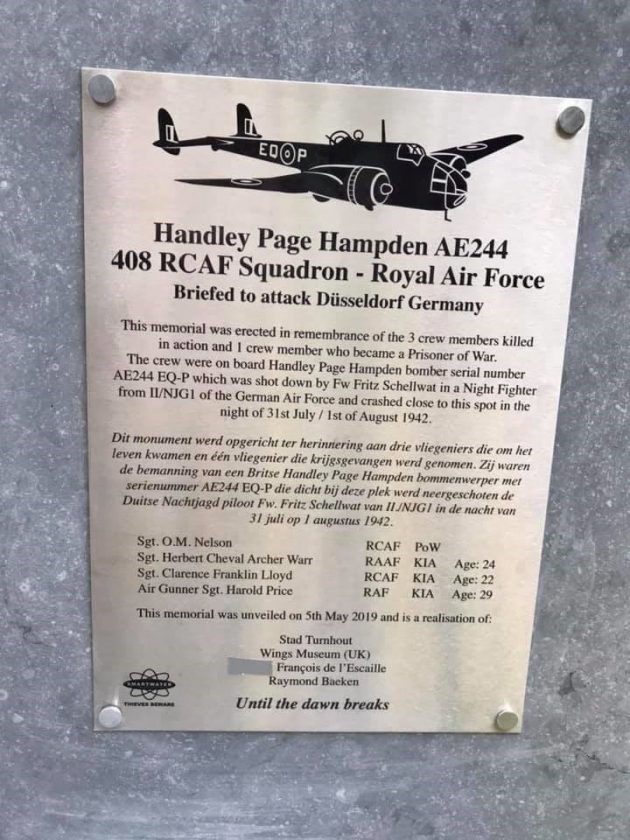 EQ P
Handley Page Hampden AE244
408 RCAF Squadron - Royal Air Force
Briefed to attack Düsseldorf Germany
This memorial was erected in remembrance of the 3 crew members killed
in action and 1 crew member who became a Prisoner of War.
The crew were on board Handley Page Hampden bomber serial number
AE244 EQ-P which was shot down by Fw Fritz Schellwat in a Night Fighter
from II/NJG1 of the German Air Force and crashed close to this spot in the
night of 31st July / 1st of August 1942.
Dit monument werd opgericht ter herinnering aan drie vliegeniers die om het
leven kwamen en één vliegenier die krijgsgevangen werd genomen. Zij waren
de bemanning van een Britse Handley Page Hampden bommenwerper met
serienummer AE244 EQ-P die dicht bij deze plek werd neergeschoten de
Duitse Nachtjagd piloot Fw. Fritz Schellwat van II./NJG1 in de nacht van
31 juli op 1 augustus 1942.
Sgt. O.M. Nelson RCAF PoW
Sgt. Herbert Cheval Archer Warr RAAF KIA Age: 24
Sgt. Clarence Franklin Lloyd RCAF KIA Age: 22
Air Gunner Sgt. Harold Price RAF KIA Age: 29
This memorial was unveiled on 5th May 2019 and is a realisation of:
Stad Turnhout
Wings Museum (UK)
François de l'Escaille
Raymond Baeken
SMARTWATER
THIEVES BEWARE
Until the dawn breaks